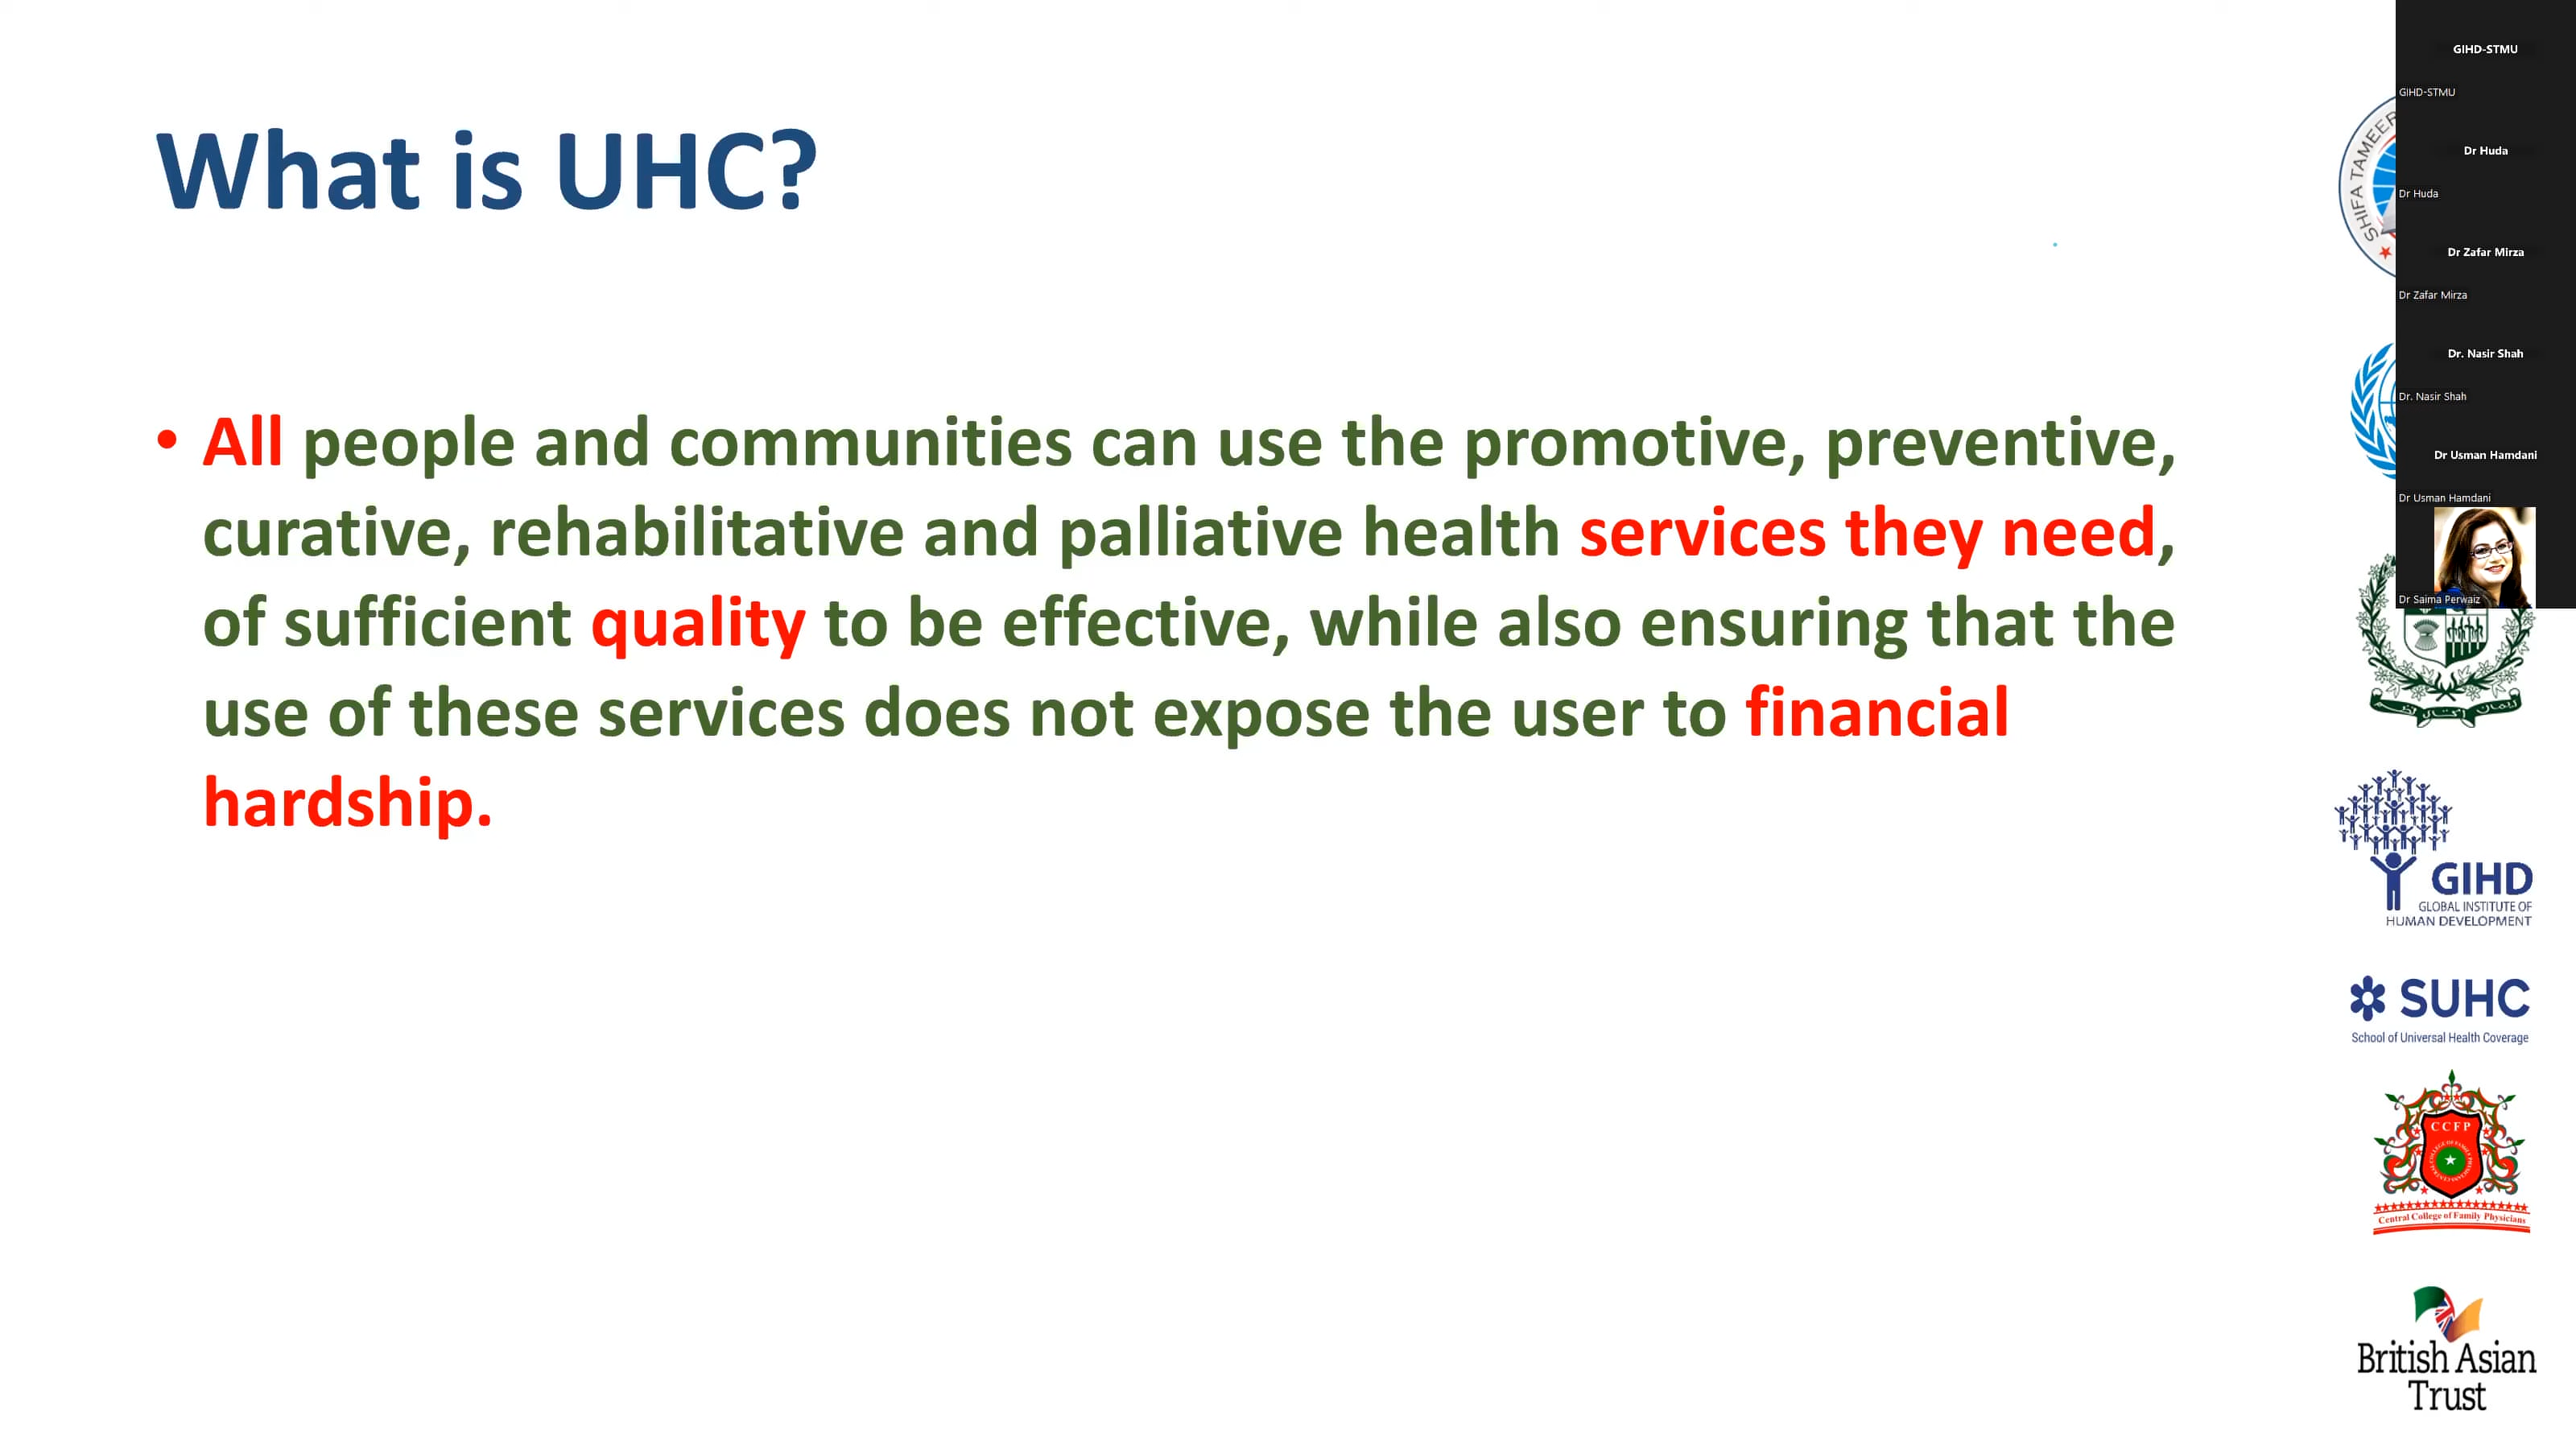 What is UHC?
• All people and communities can use the promotive, preventive,
curative, rehabilitative and palliative health services they need,
of sufficient quality to be effective, while also ensuring that the
use of these services does not expose the user to financial
hardship.
GIHD-STMU
GIHD-STMU
Dr Huda
Dr Huda
Dr Zafar Mirza
Dr Zafar Mirza
Dr. Nasir Shah
Dr. Nasir Shah
Dr Usman Hamdani
Dr Usman Hamdani
Dr Saima Perwaiz
SHIFA TAMEER
GIHD
GLOBAL INSTITUTE OF
HUMAN DEVELOPMENT
SUHC
School of Universal Health Coverage
CCFP
Central College of Family Physicians
British Asian
Trust